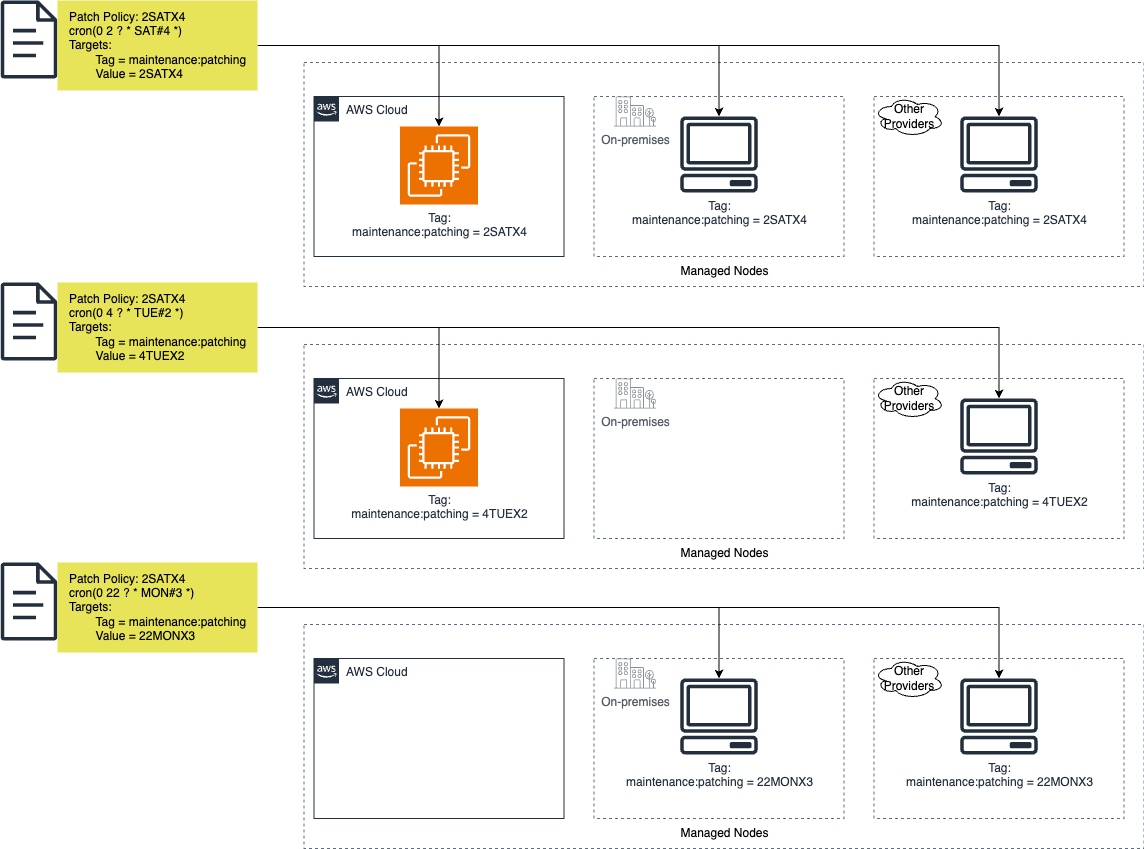 Patch Policy: 2SATX4
cron(0 2 ? * SAT#4 *)
Targets:
Tag = maintenance:patching
Value = 2SATX4
aws
AWS Cloud
Tag:
maintenance:patching = 2SATX4
On-premises
Tag:
maintenance:patching = 2SATX4
Other
Providers
Tag:
maintenance:patching = 2SATX4
Managed Nodes
Patch Policy: 2SATX4
cron(0 4 ? * TUE#2 *)
Targets:
Tag = maintenance:patching
Value = 4TUEX2
aws
AWS Cloud
Tag:
maintenance:patching = 4TUEX2
On-premises
Other
Providers
Tag:
maintenance:patching = 4TUEX2
Managed Nodes
Patch Policy: 2SATX4
cron(0 22 ? * MON#3 *)
Targets:
Tag = maintenance:patching
Value = 22MONX3
aws
AWS Cloud
On-premises
Tag:
maintenance:patching = 22MONX3
Other
Providers
Tag:
maintenance:patching = 22MONX3
Managed Nodes